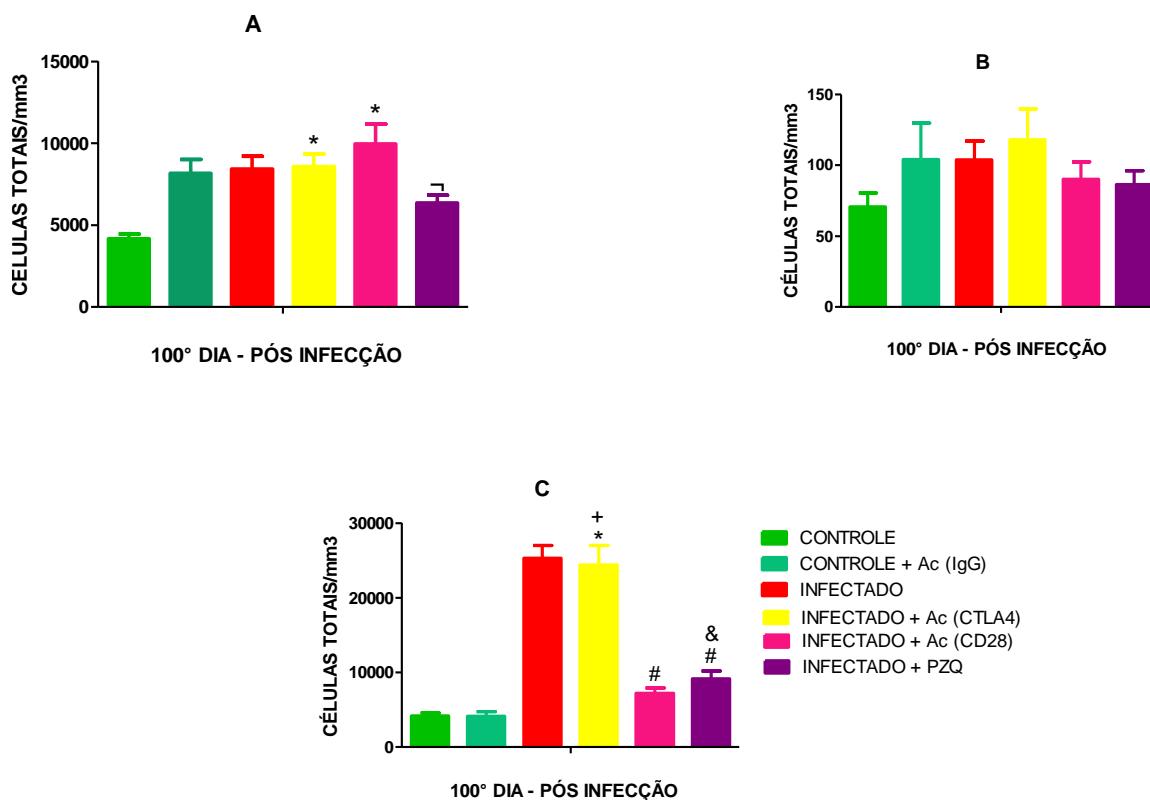 A
CELULAS TOTAIS/mm3
15000
10000
5000
0
*
*
¬
100° DIA - PÓS INFECÇÃO
B
CÉLULAS TOTAIS/mm3
150
100
50
0
100° DIA - PÓS INFECÇÃO
C
CÉLULAS TOTAIS/mm3
30000
20000
10000
0
+
*
#
&
#
100° DIA - PÓS INFECÇÃO
CONTROLE
CONTROLE + Ac (IgG)
INFECTADO
INFECTADO + Ac (CTLA4)
INFECTADO + Ac (CD28)
INFECTADO + PZQ